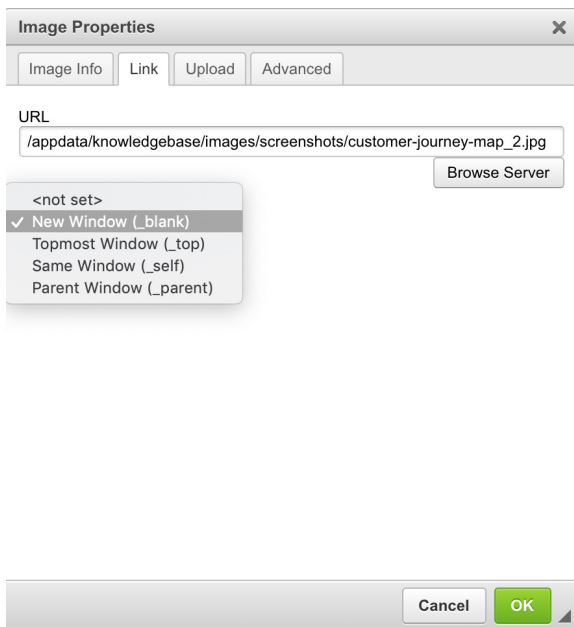 Image Properties
Image Info Link Upload Advanced
URL
/appdata/knowledgebase/images/screenshots/customer-journey-map_2.jpg
Browse Server
<not set>
✓ New Window (_blank)
Topmost Window (_top)
Same Window (_self)
Parent Window (_parent)
Cancel OK